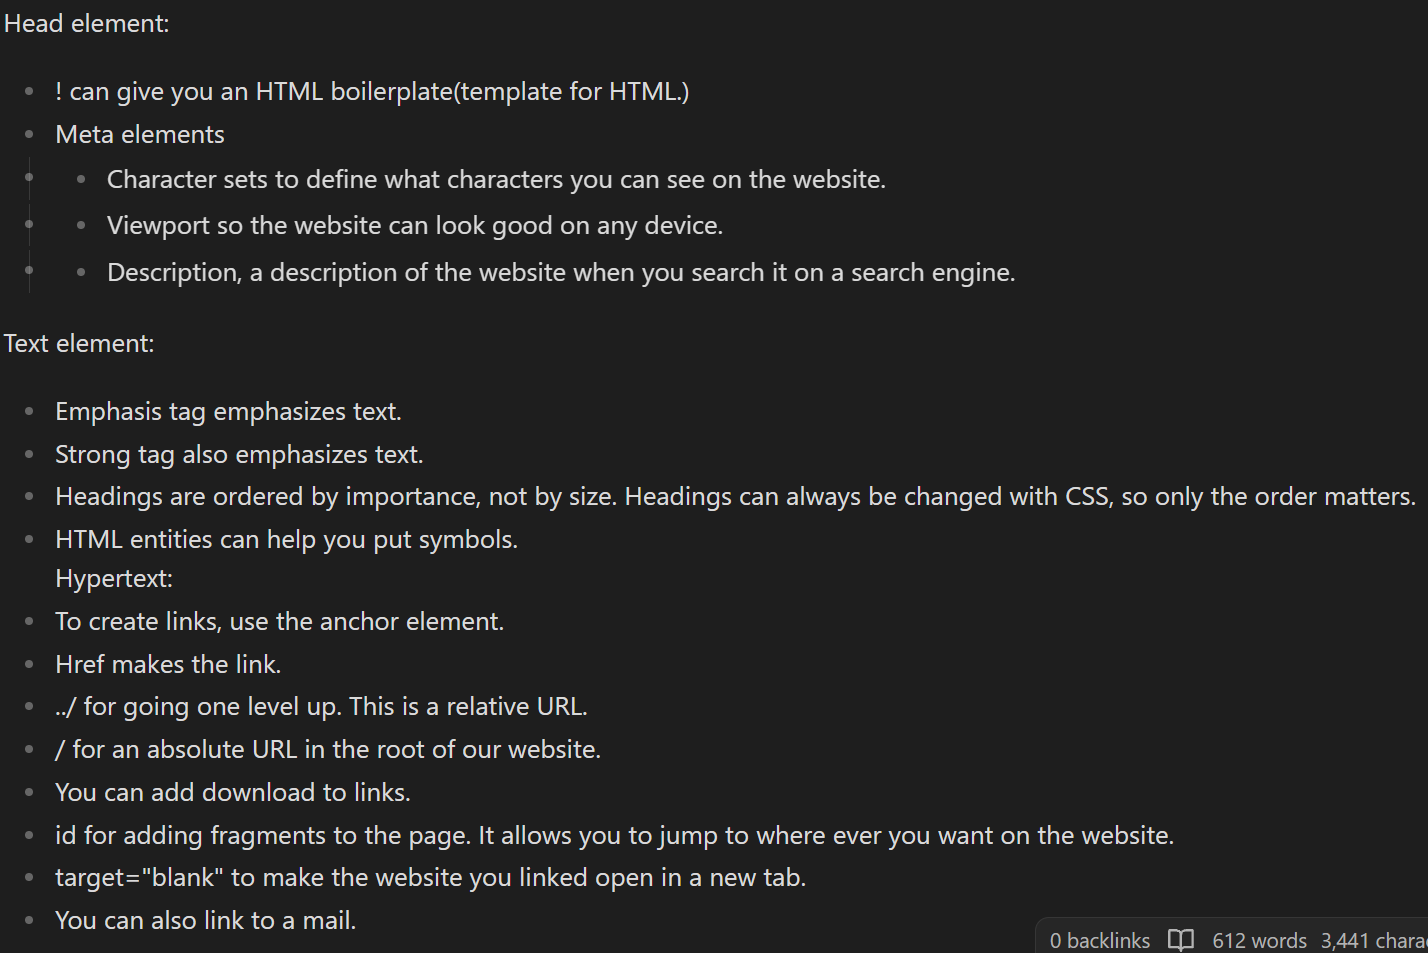 Head element:
! can give you an HTML boilerplate(template for HTML.)
Meta elements
Character sets to define what characters you can see on the website.
Viewport so the website can look good on any device.
Description, a description of the website when you search it on a search engine.
Text element:
Emphasis tag emphasizes text.
Strong tag also emphasizes text.
Headings are ordered by importance, not by size. Headings can always be changed with CSS, so only the order matters.
HTML entities can help you put symbols.
Hypertext:
To create links, use the anchor element.
Href makes the link.
../ for going one level up. This is a relative URL.
/ for an absolute URL in the root of our website.
You can add download to links.
id for adding fragments to the page. It allows you to jump to where ever you want on the website.
target="blank" to make the website you linked open in a new tab.
You can also link to a mail.
0 backlinks 612 words 3,441